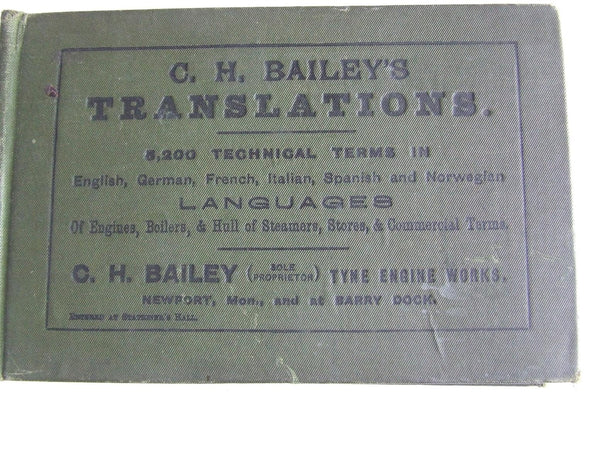 C. H. BAILEY'S
TRANSLATIONS.
5,200 TECHNICAL TERMS IN
English, German, French, Italian, Spanish and Norwegian
LANGUAGES
Of Engines, Boilers, & Hull of Steamers, Stores, & Commercial Terms.
C. H. BAILEY (SOLE PROPRIETOR) TYNE ENGINE WORKS.
NEWPORT, Mon., and at BARRY DOCK.
ENTERED AT STATIONER'S HALL.